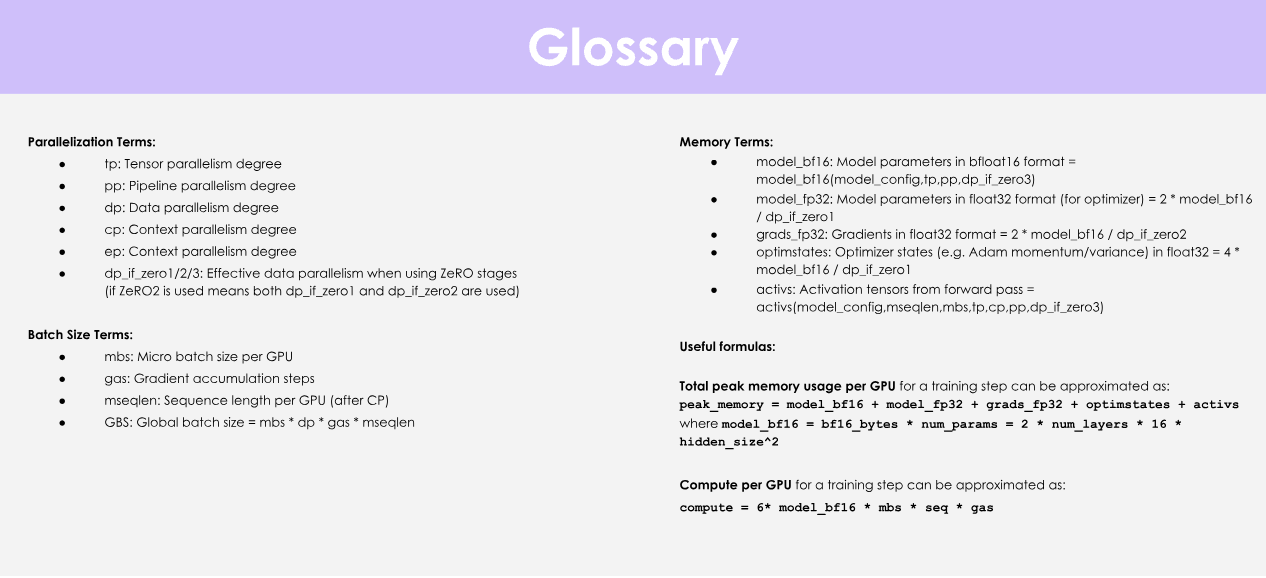 Glossary
Parallelization Terms:
● tp: Tensor parallelism degree
● pp: Pipeline parallelism degree
● dp: Data parallelism degree
● cp: Context parallelism degree
● ep: Context parallelism degree
● dp_if_zero1/2/3: Effective data parallelism when using ZeRO stages
(if ZeRO2 is used means both dp_if_zero1 and dp_if_zero2 are used)
Batch Size Terms:
● mbs: Micro batch size per GPU
● gas: Gradient accumulation steps
● mseqlen: Sequence length per GPU (after CP)
● GBS: Global batch size = mbs * dp * gas * mseqlen
Memory Terms:
● model_bf16: Model parameters in bfloat16 format =
model_bf16(model_config,tp,pp,dp_if_zero3)
● model_fp32: Model parameters in float32 format (for optimizer) = 2 * model_bf16
/ dp_if_zero1
● grads_fp32: Gradients in float32 format = 2 * model_bf16 / dp_if_zero2
● optimstates: Optimizer states (e.g. Adam momentum/variance) in float32 = 4 *
model_bf16 / dp_if_zero1
● activs: Activation tensors from forward pass =
activs(model_config,mseqlen,mbs,tp,cp,pp,dp_if_zero3)
Useful formulas:
Total peak memory usage per GPU for a training step can be approximated as:
peak_memory = model_bf16 + model_fp32 + grads_fp32 + optimstates + activs
where model_bf16 = bf16_bytes * num_params = 2 * num_layers * 16 *
hidden_size^2
Compute per GPU for a training step can be approximated as:
compute = 6* model_bf16 * mbs * seq * gas